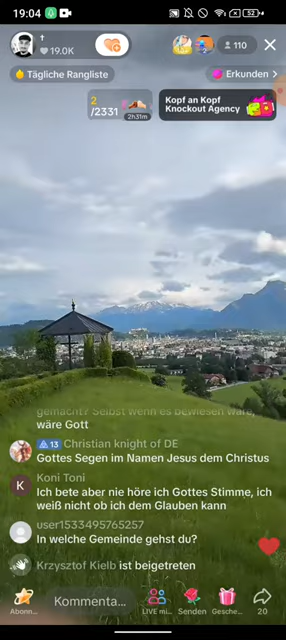 19:04
52
†
19.0K
110
Tägliche Rangliste
Erkunden
2
/2331
2h31m
Kopf an Kopf
Knockout Agency
gemacht? Selbst wenn es bewiesen wäre,
wäre Gott
13 Christian knight of DE
Gottes Segen im Namen Jesus dem Christus
K
Koni Toni
Ich bete aber nie höre ich Gottes Stimme, ich
weiß nicht ob ich dem Glauben kann
user1533495765257
In welche Gemeinde gehst du?
Krzysztof Kielb ist beigetreten
Kommenta...
Abonn...
LIVE mi...
Senden
Gesche...
20